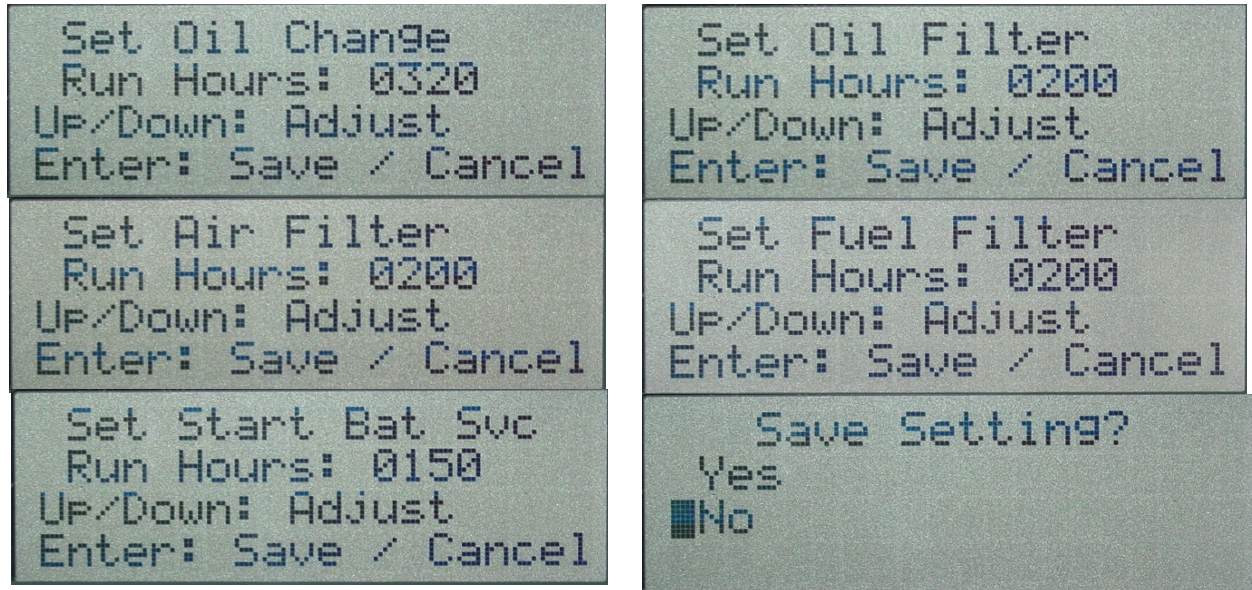 Set Oil Change
Run Hours: 0320
Up/Down: Adjust
Enter: Save / Cancel
Set Oil Filter
Run Hours: 0200
Up/Down: Adjust
Enter: Save / Cancel
Set Air Filter
Run Hours: 0200
Up/Down: Adjust
Enter: Save / Cancel
Set Fuel Filter
Run Hours: 0200
Up/Down: Adjust
Enter: Save / Cancel
Set Start Bat Svc
Run Hours: 0150
Up/Down: Adjust
Enter: Save / Cancel
Save Setting?
Yes
No